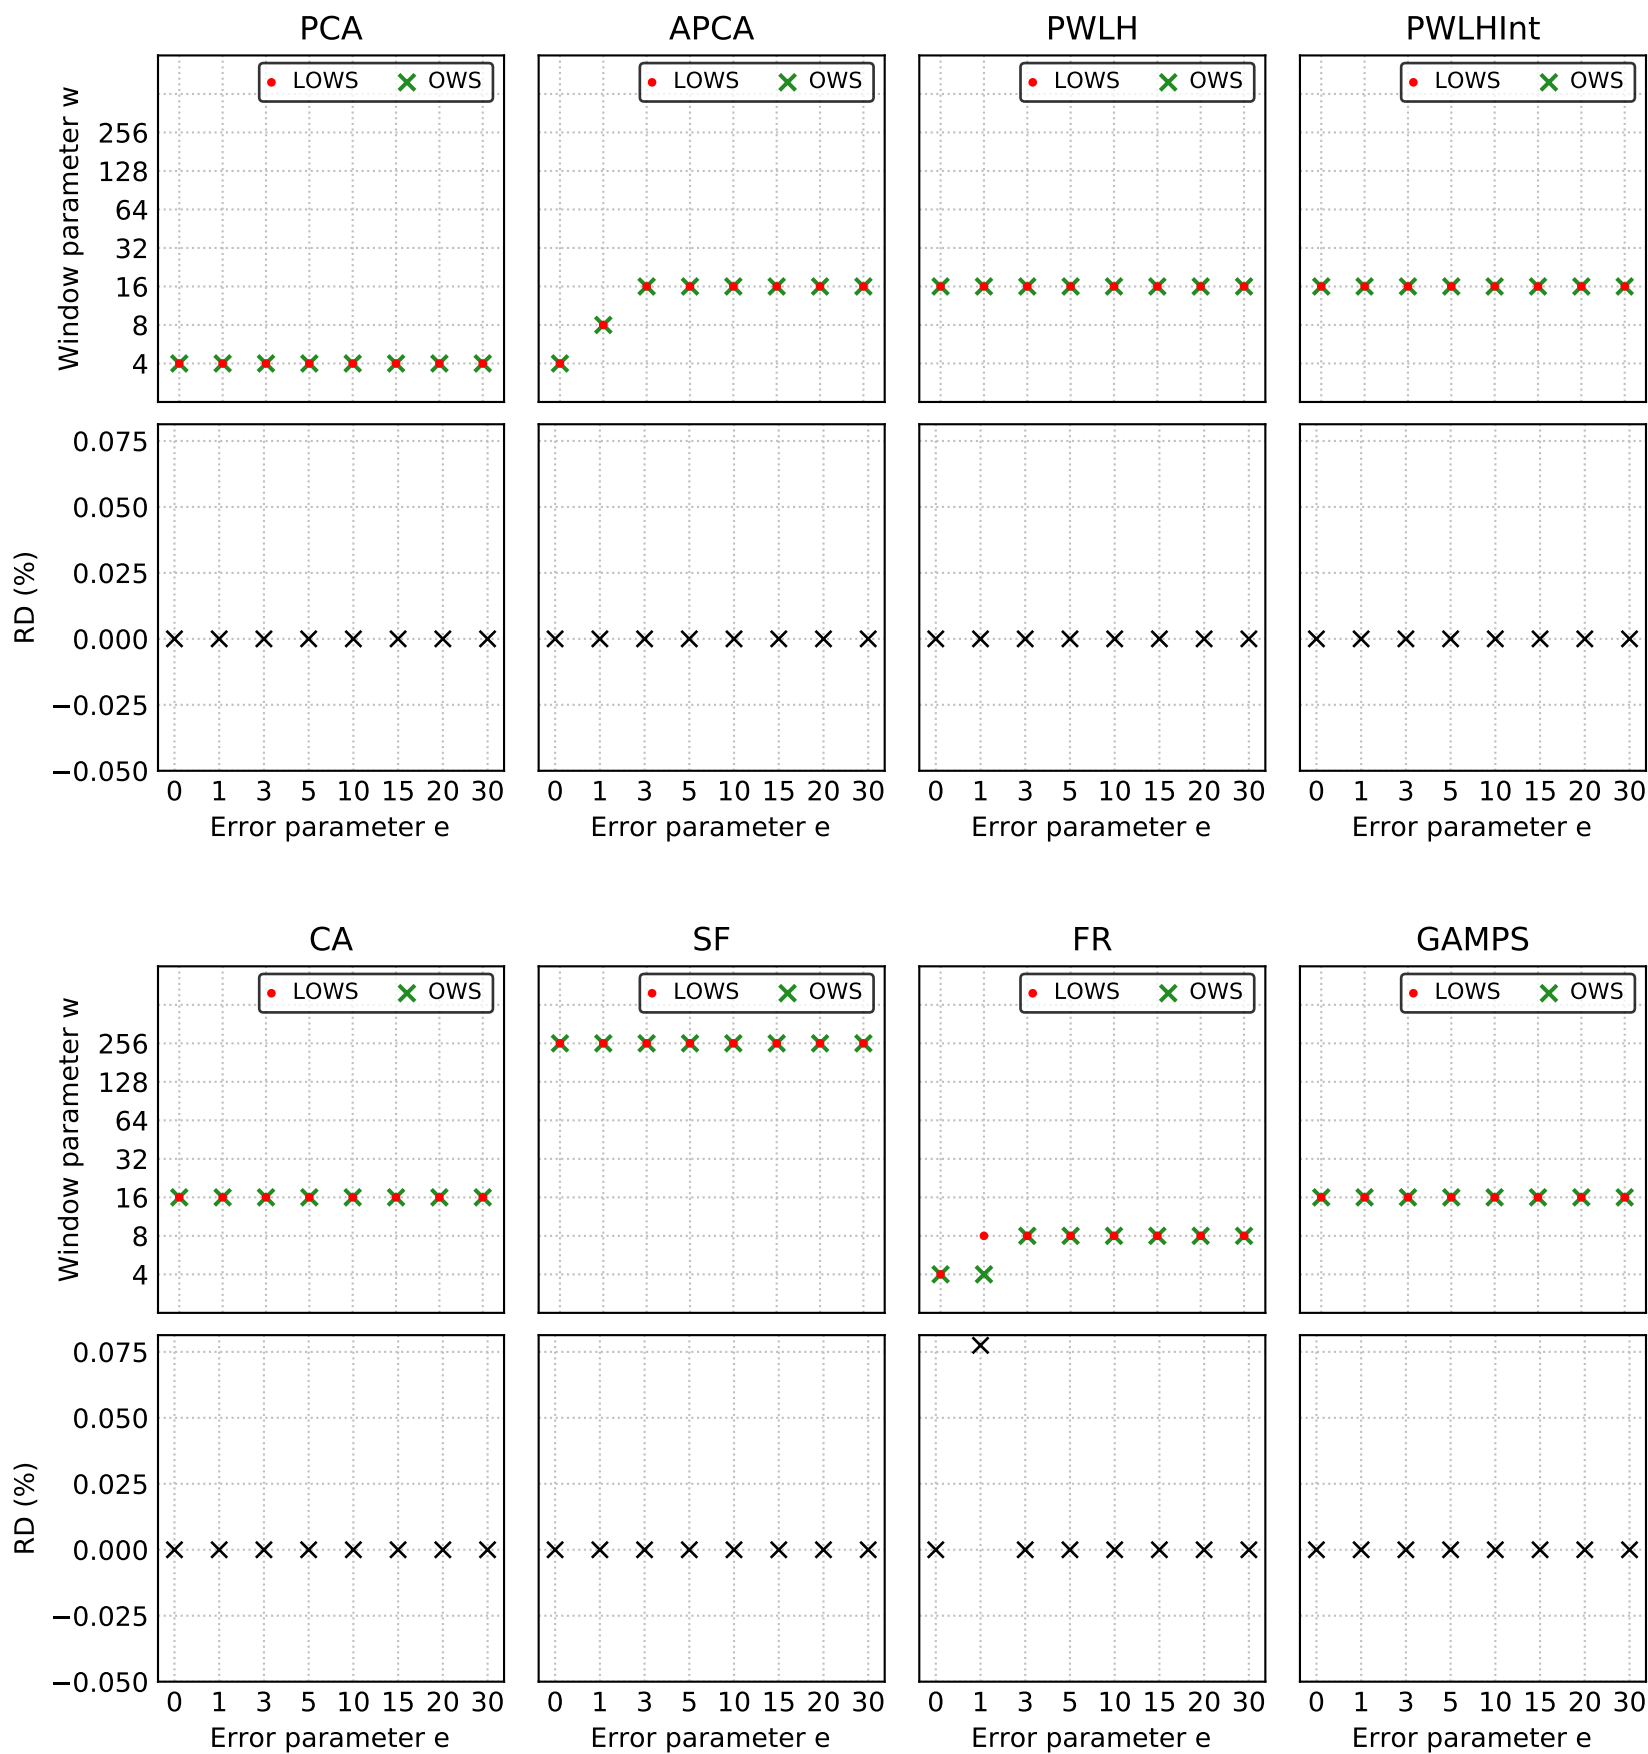 PCA APCA PWLH PWLHInt
LOWS OWS LOWS OWS LOWS OWS LOWS OWS
Window parameter w
256
128
64
32
16
8
4
RD (%)
0.075
0.050
0.025
0.000
−0.025
−0.050
0 1 3 5 10 15 20 30 0 1 3 5 10 15 20 30 0 1 3 5 10 15 20 30 0 1 3 5 10 15 20 30
Error parameter e Error parameter e Error parameter e Error parameter e
CA SF FR GAMPS
LOWS OWS LOWS OWS LOWS OWS LOWS OWS
Window parameter w
256
128
64
32
16
8
4
RD (%)
0.075
0.050
0.025
0.000
−0.025
−0.050
0 1 3 5 10 15 20 30 0 1 3 5 10 15 20 30 0 1 3 5 10 15 20 30 0 1 3 5 10 15 20 30
Error parameter e Error parameter e Error parameter e Error parameter e